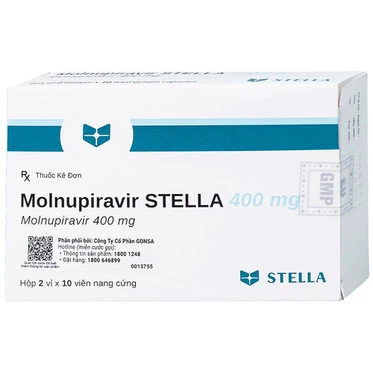 Molnupiravir STELLA 400 mg
STELLA
Rx Thuốc Kê Đơn
Molnupiravir STELLA 400 mg
Molnupiravir 400 mg
GMP
Phân phối bởi: Công Ty Cổ Phần GONSA
Hotline (miễn cước gọi):
• Thông tin sản phẩm: 1800 1248
• Đặt hàng: 1800 646899
0015755
Hộp 2 vỉ x 10 viên nang cứng
STELLA